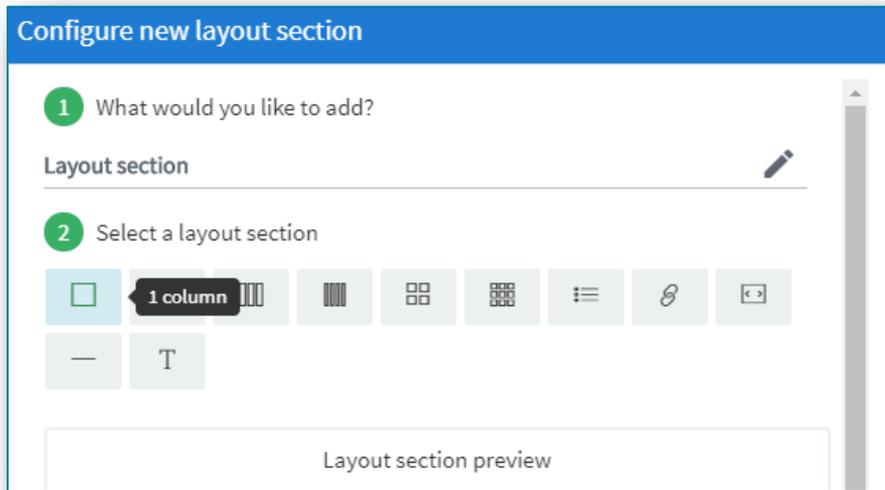 Configure new layout section
1 What would you like to add?
Layout section
2 Select a layout section
1 column
T
Layout section preview